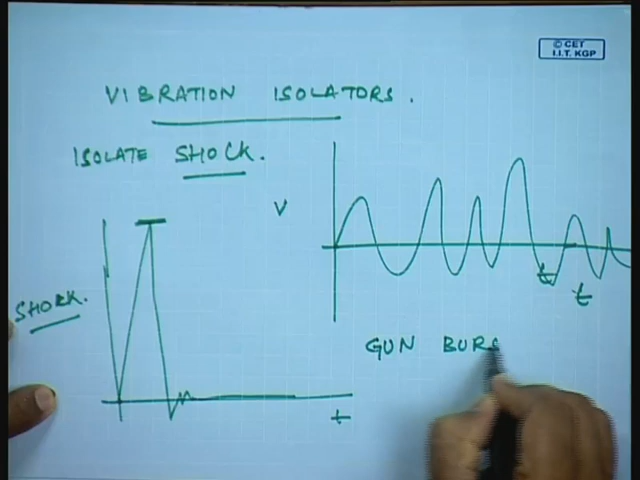 © CET
I.I.T. KGP
VIBRATION ISOLATORS.
ISOLATE SHOCK.
V
t
t
SHOCK.
GUN BURS
t